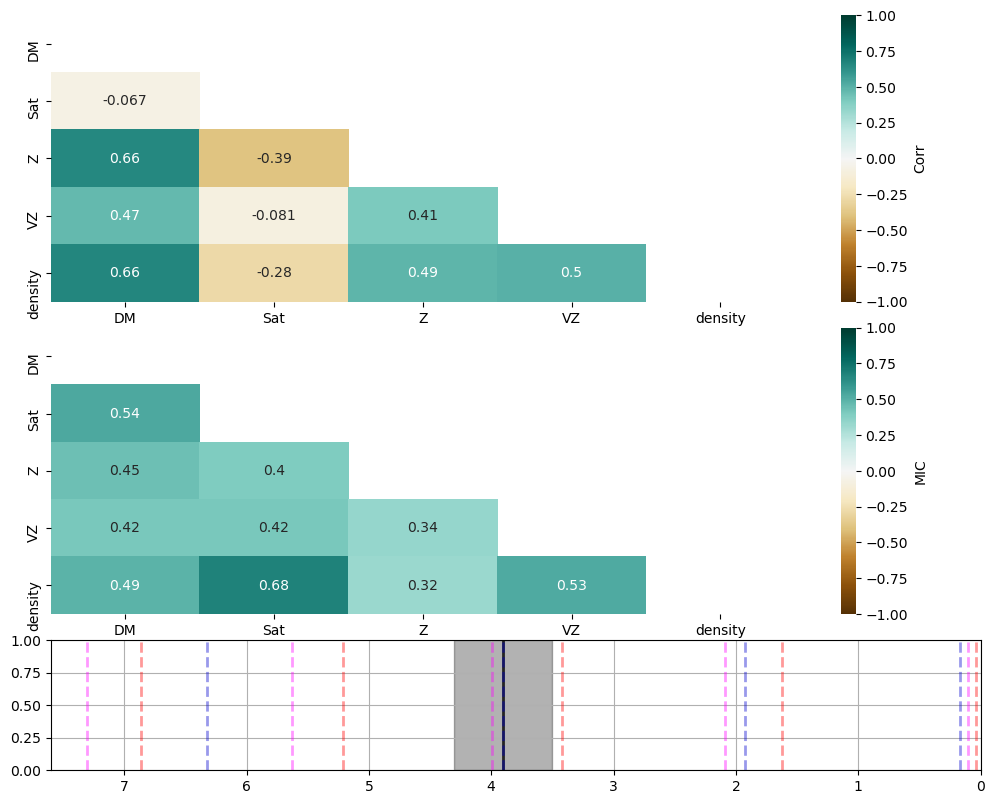 DM
Sat
Z
VZ
density
-0.067
0.66
-0.39
0.47
-0.081
0.41
0.66
-0.28
0.49
0.5
DM
Sat
Z
VZ
density
1.00
0.75
0.50
0.25
0.00
−0.25
−0.50
−0.75
−1.00
Corr
DM
Sat
Z
VZ
density
0.54
0.45
0.4
0.42
0.42
0.34
0.49
0.68
0.32
0.53
DM
Sat
Z
VZ
density
1.00
0.75
0.50
0.25
0.00
−0.25
−0.50
−0.75
−1.00
MIC
1.00
0.75
0.50
0.25
0.00
7
6
5
4
3
2
1
0